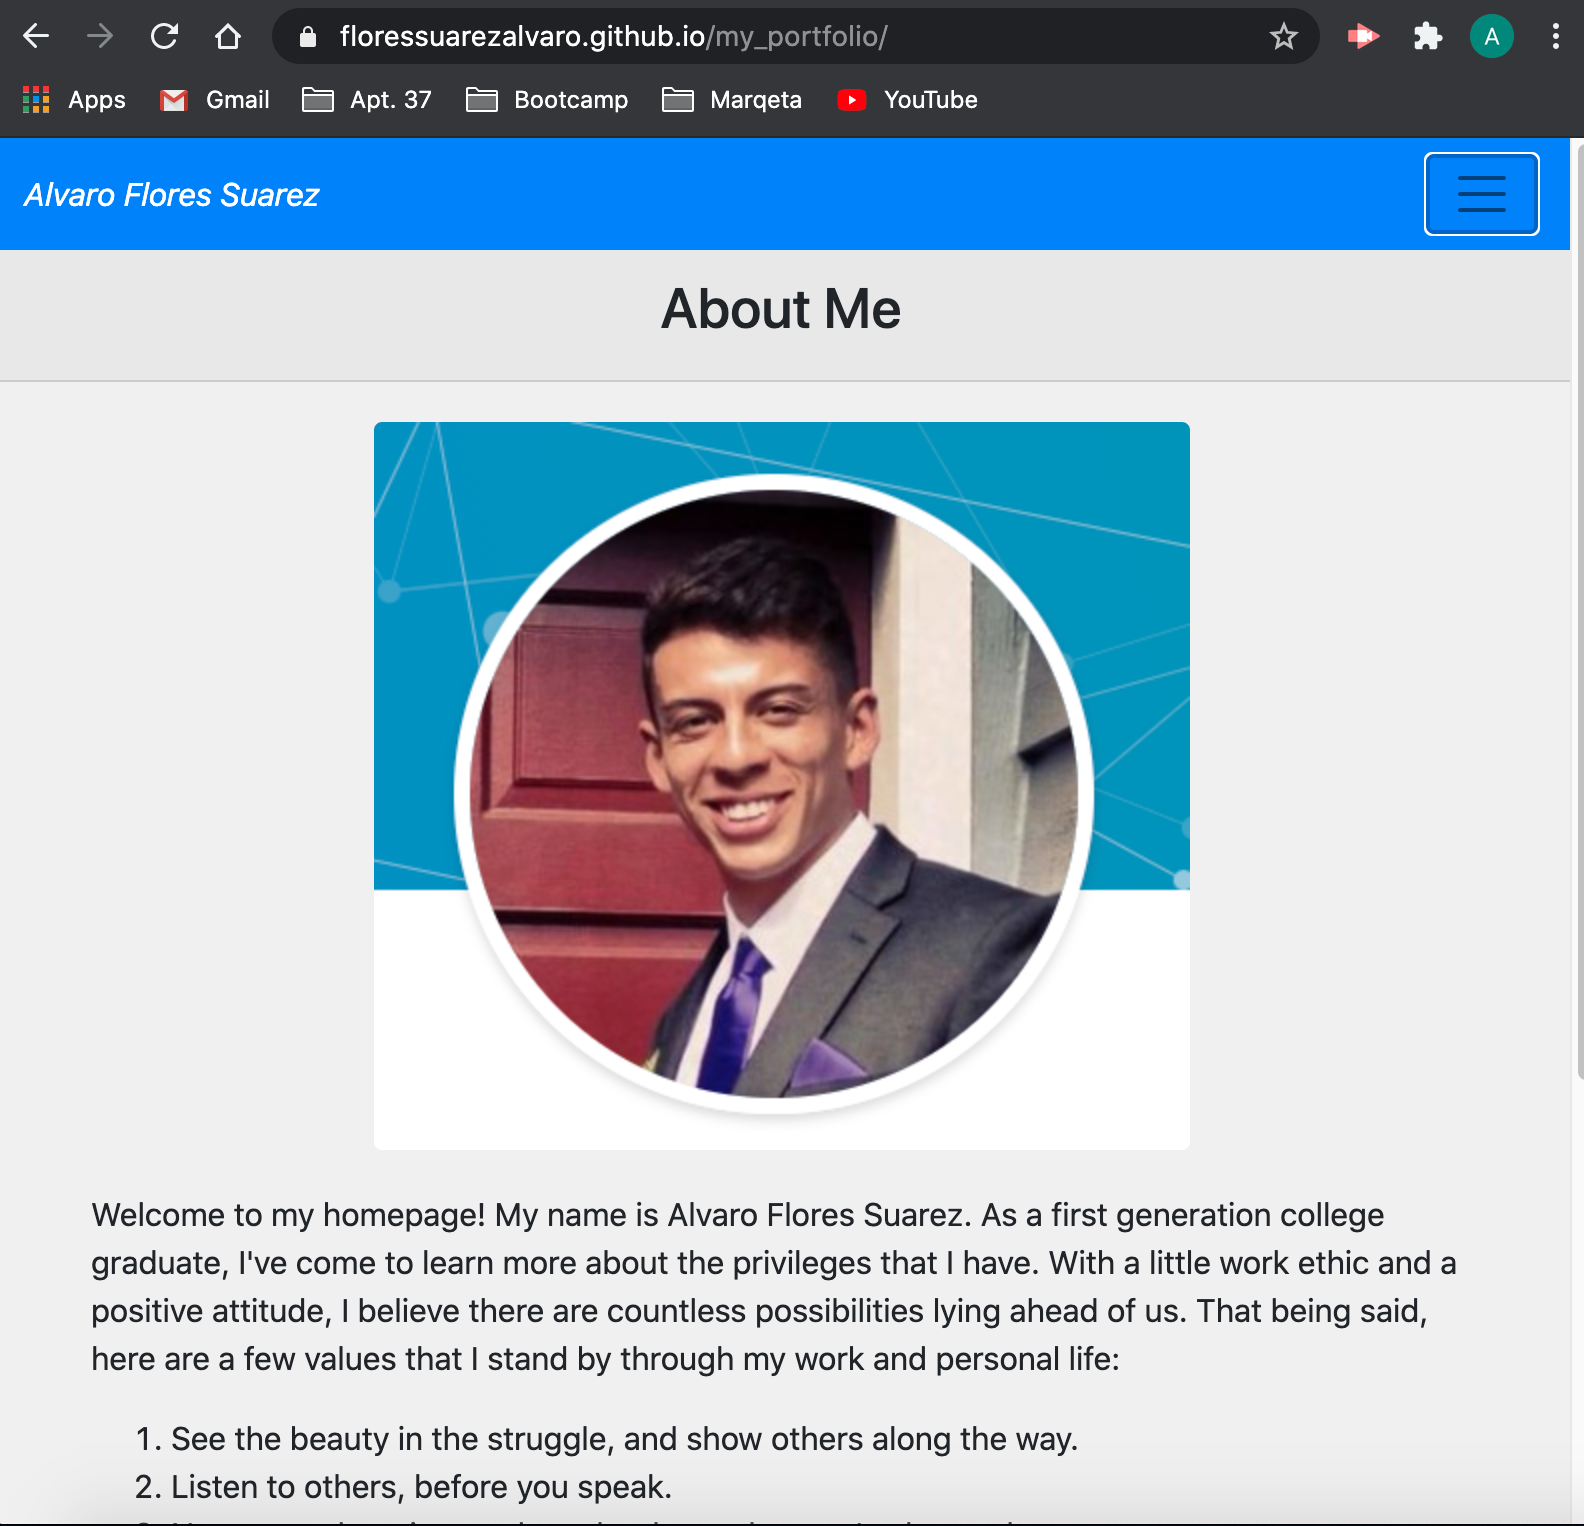 floressuarezalvaro.github.io/my_portfolio/
A
Apps
Gmail
Apt. 37
Bootcamp
Marqeta
YouTube
Alvaro Flores Suarez
About Me
Welcome to my homepage! My name is Alvaro Flores Suarez. As a first generation college
graduate, I've come to learn more about the privileges that I have. With a little work ethic and a
positive attitude, I believe there are countless possibilities lying ahead of us. That being said,
here are a few values that I stand by through my work and personal life:
1. See the beauty in the struggle, and show others along the way.
2. Listen to others, before you speak.